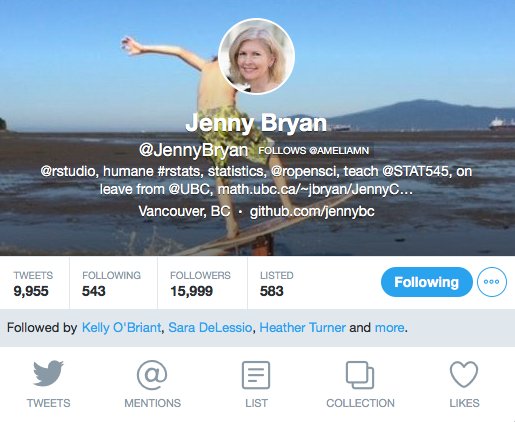 Jenny Bryan
@JennyBryan FOLLOWS @AMELIAMN
@rstudio, humane #rstats, statistics, @ropensci, teach @STAT545, on
leave from @UBC, math.ubc.ca/~jbryan/JennyC...
Vancouver, BC • github.com/jennybc
TWEETS FOLLOWING FOLLOWERS LISTED
9,955 543 15,999 583
Following
Followed by Kelly O'Briant, Sara DeLessio, Heather Turner and more.
TWEETS MENTIONS LIST COLLECTION LIKES